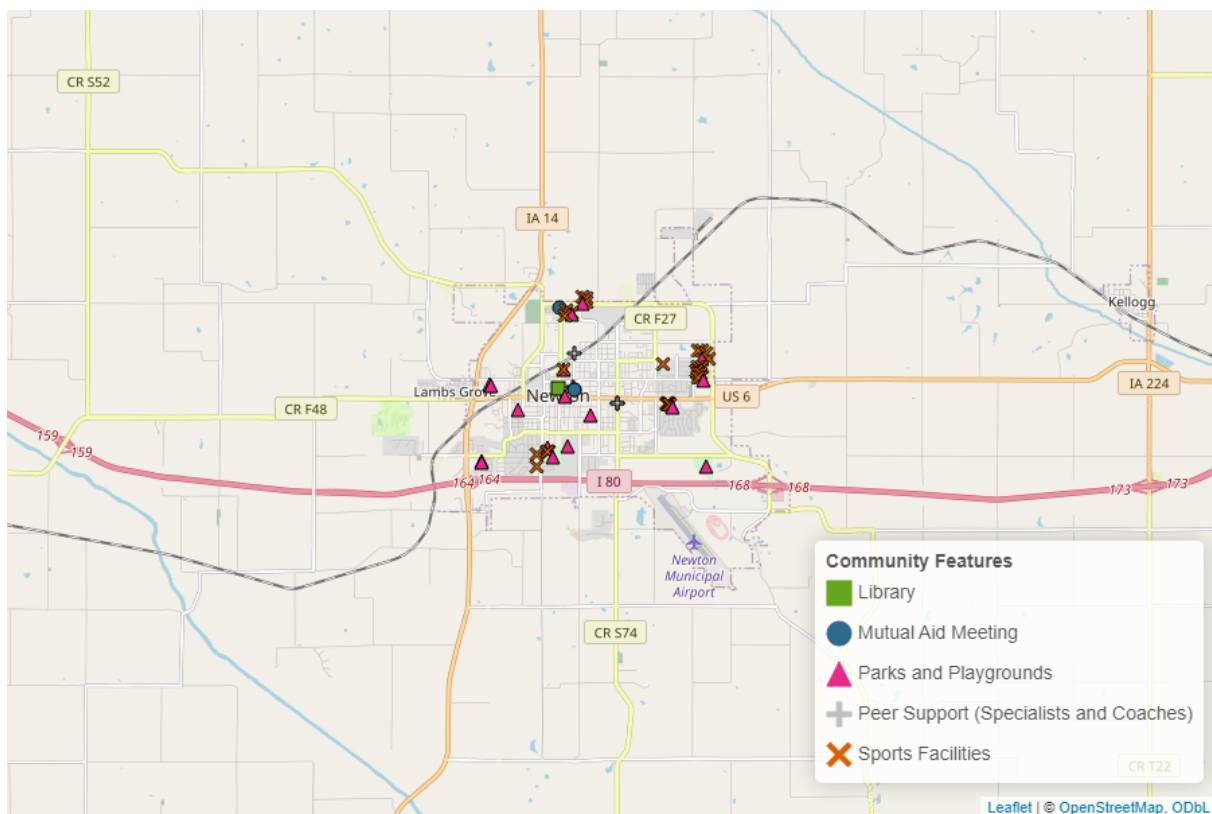 CR S52
IA 14
Kellogg
CR F27
Lambs Grove
IA 224
US 6
Newton
CR F48
159
159
164
164
I 80
168
168
173
173
Newton
Municipal
Airport
CR S74
CR T22
Community Features
Library
Mutual Aid Meeting
Parks and Playgrounds
Peer Support (Specialists and Coaches)
Sports Facilities
Leaflet | © OpenStreetMap, ODbL